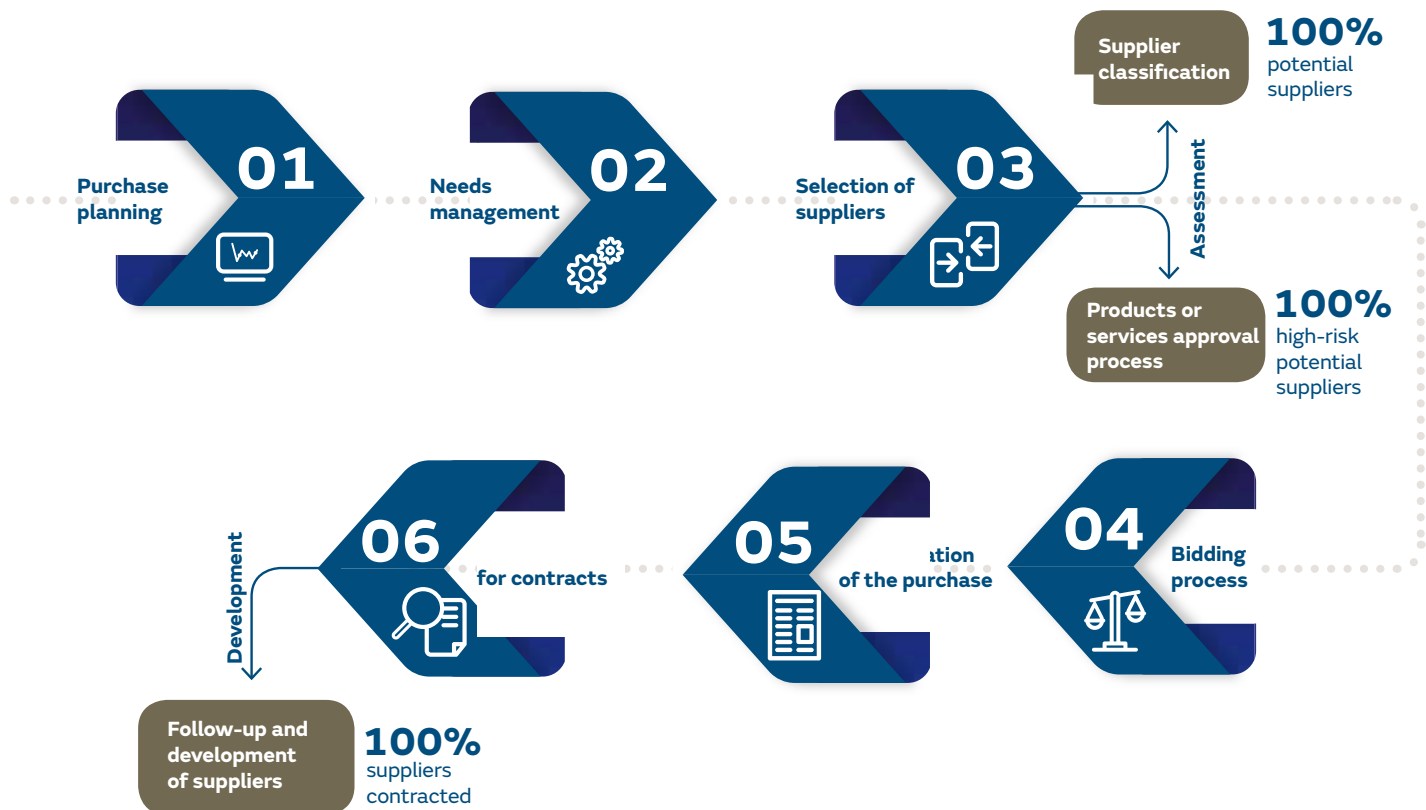 01
Purchase
planning
02
Needs
management
03
Selection of
suppliers
Assessment
Supplier
classification
100%
potential
suppliers
Products or
services approval
process
100%
high-risk
potential
suppliers
04
Bidding
process
05
of the purchase
06
for contracts
Development
Follow-up and
development
of suppliers
100%
suppliers
contracted